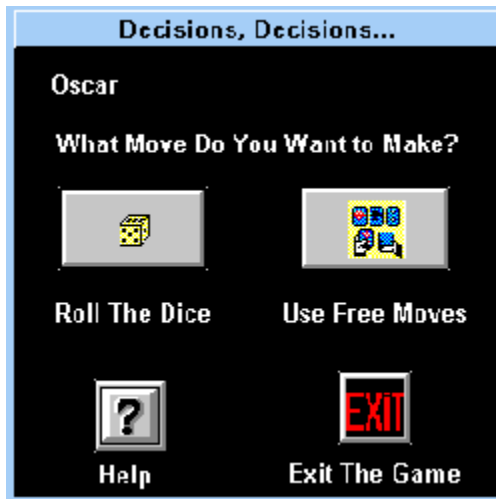 Decisions, Decisions...
Oscar
What Move Do You Want to Make?
Roll The Dice
Use Free Moves
?
EXIT
Help
Exit The Game